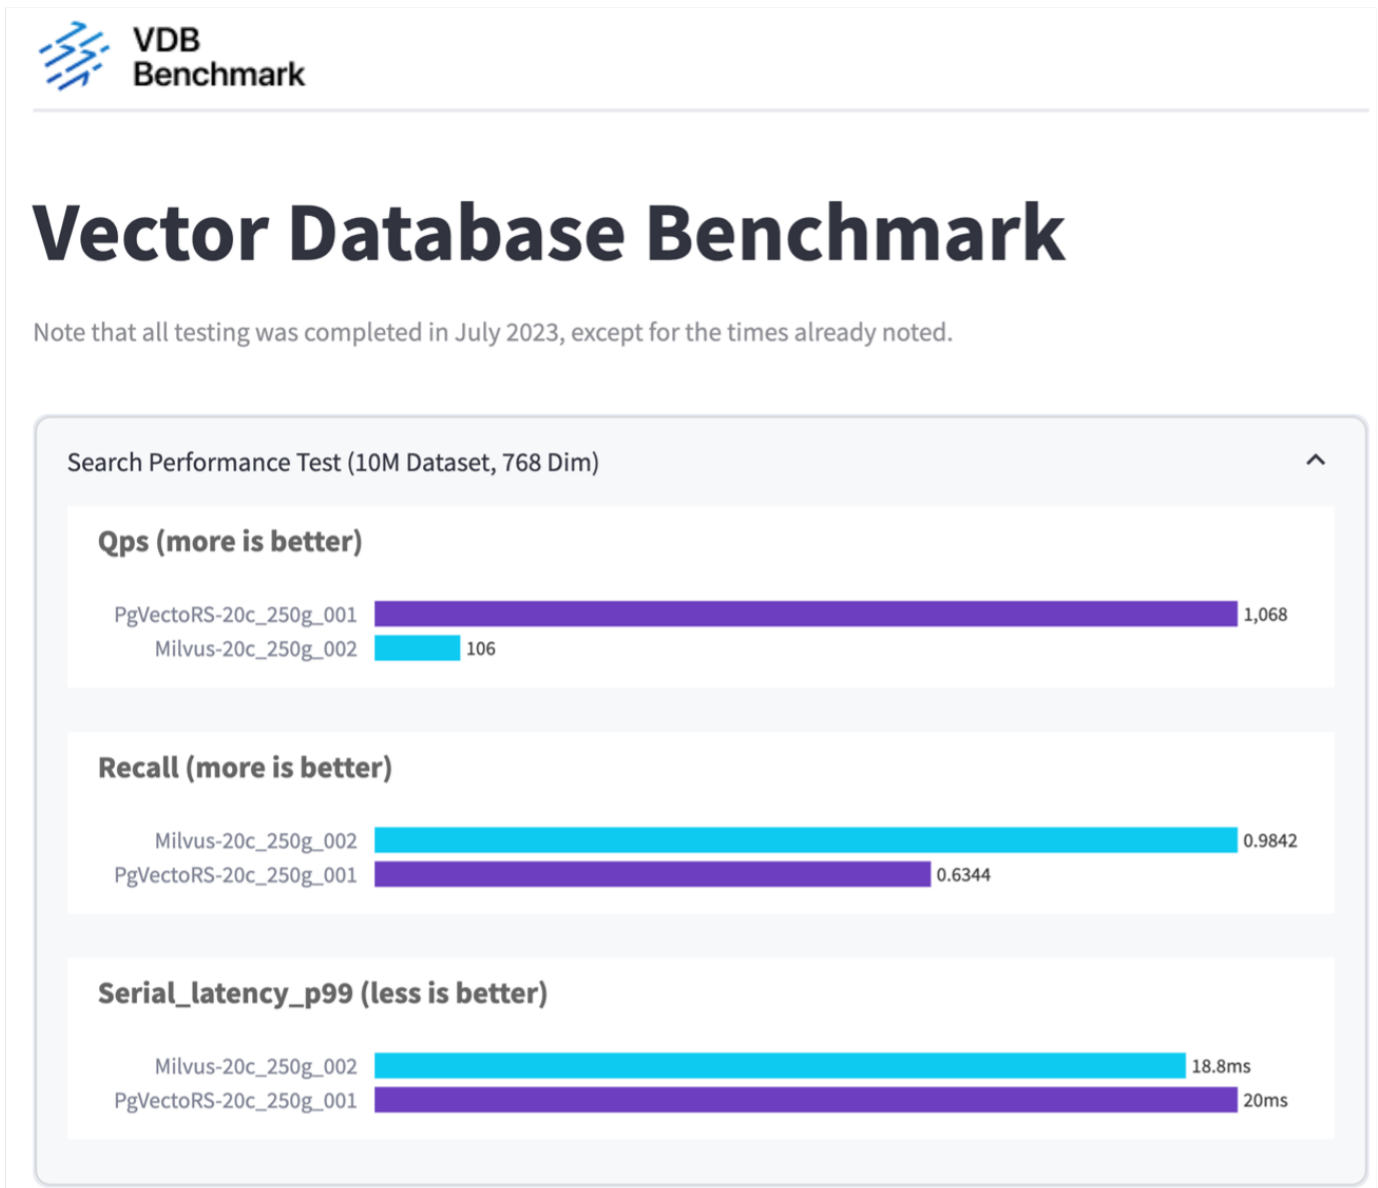 VDB
Benchmark
Vector Database Benchmark
Note that all testing was completed in July 2023, except for the times already noted.
Search Performance Test (10M Dataset, 768 Dim)
Qps (more is better)
PgVectoRS-20c_250g_001 1,068
Milvus-20c_250g_002 106
Recall (more is better)
Milvus-20c_250g_002 0.9842
PgVectoRS-20c_250g_001 0.6344
Serial_latency_p99 (less is better)
Milvus-20c_250g_002 18.8ms
PgVectoRS-20c_250g_001 20ms